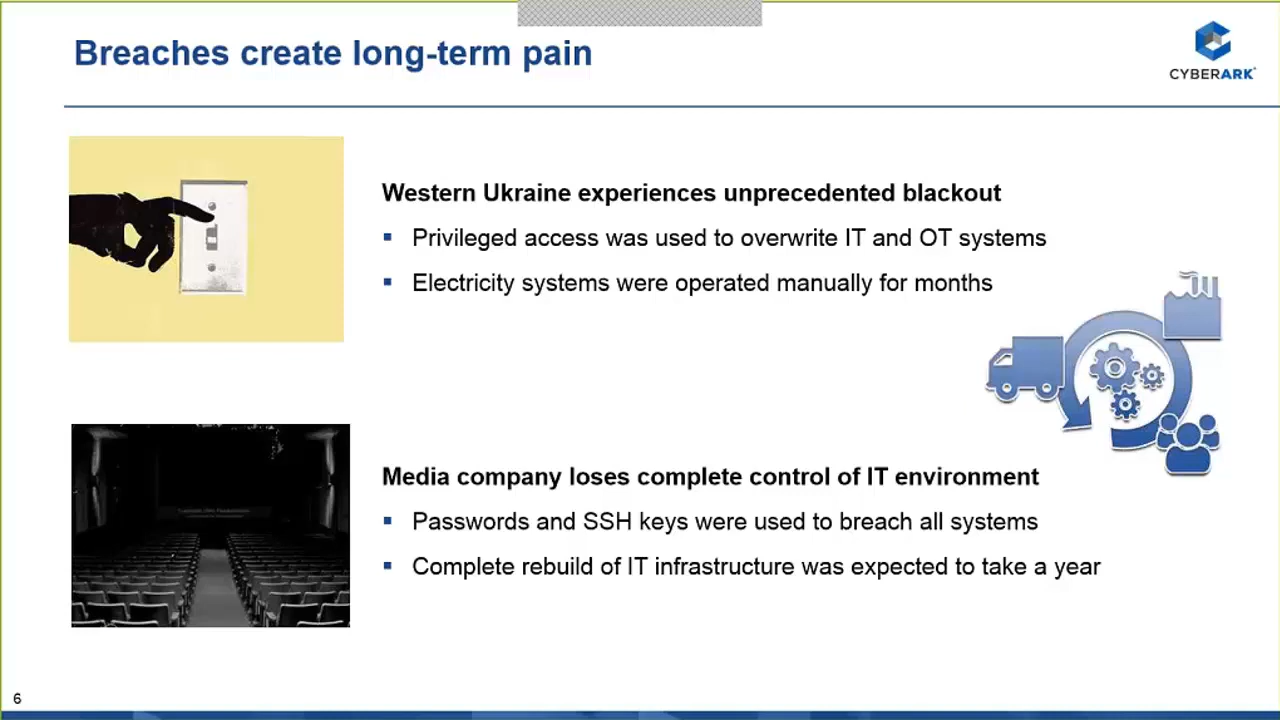 Breaches create long-term pain
CYBERARK
Western Ukraine experiences unprecedented blackout
▪ Privileged access was used to overwrite IT and OT systems
▪ Electricity systems were operated manually for months
Media company loses complete control of IT environment
▪ Passwords and SSH keys were used to breach all systems
▪ Complete rebuild of IT infrastructure was expected to take a year
6